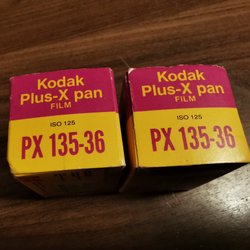 Kodak
Plus-X pan
FILM
ISO 125
PX 135-36
Kodak
Plus-X pan
FILM
ISO 125
PX 135-36